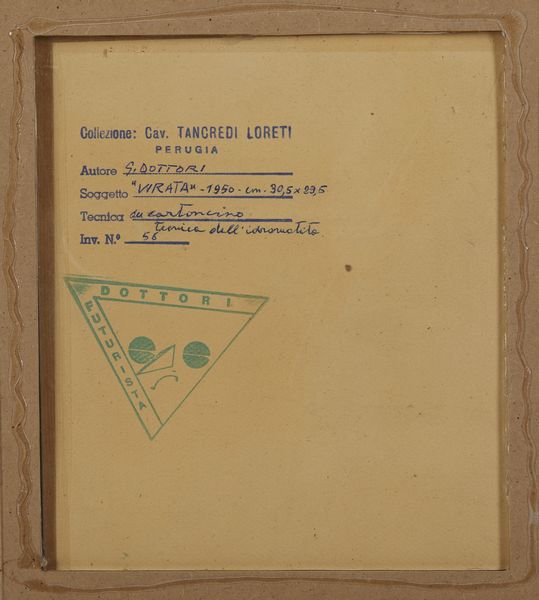 Collezione: Cav. TANCREDI LORETI
PERUGIA
Autore G. DOTTORI
Soggetto "VIRATA" - 1950 - cm. 30,5 x 23,5
Tecnica su cartoncino
tecnica dell'idromatita
Inv. N.º 56
DOTTORI
FUTURISTA